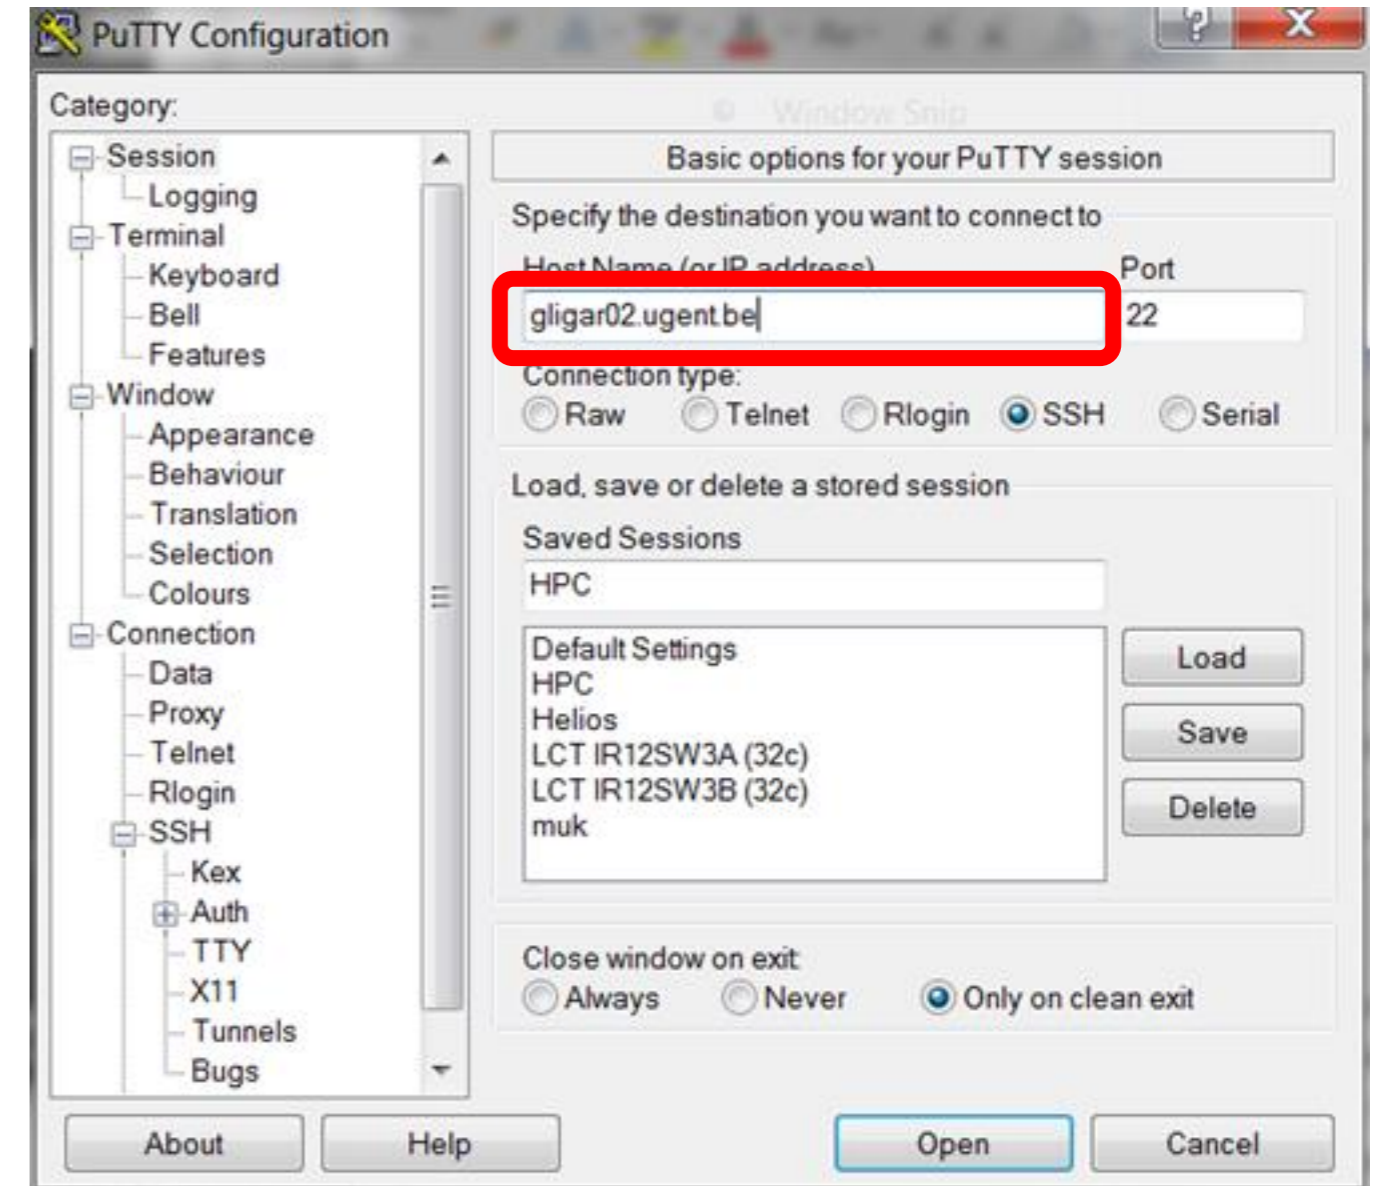 PuTTY Configuration
Category:
Window Snip
Session
Logging
Terminal
Keyboard
Bell
Features
Window
Appearance
Behaviour
Translation
Selection
Colours
Connection
Data
Proxy
Telnet
Rlogin
SSH
Kex
Auth
TTY
X11
Tunnels
Bugs
Basic options for your PuTTY session
Specify the destination you want to connect to
Host Name (or IP address) Port
gligar02.ugent.be 22
Connection type:
Raw Telnet Rlogin SSH Serial
Load, save or delete a stored session
Saved Sessions
HPC
Default Settings
HPC
Helios
LCT IR12SW3A (32c)
LCT IR12SW3B (32c)
muk
Load
Save
Delete
Close window on exit:
Always Never Only on clean exit
About Help Open Cancel